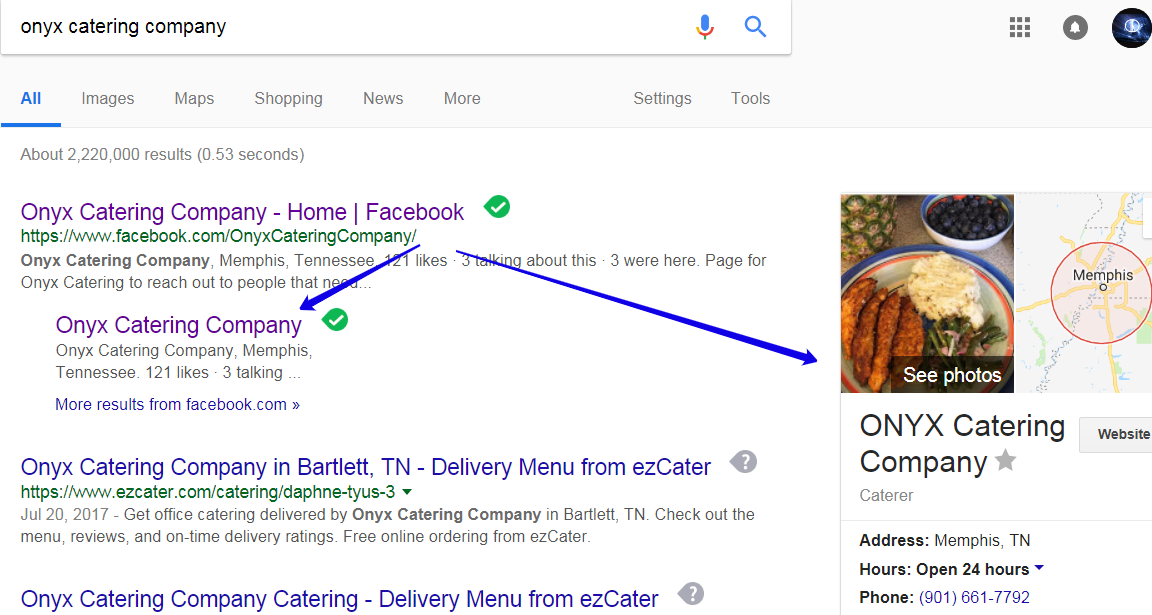 onyx catering company
All Images Maps Shopping News More Settings Tools
About 2,220,000 results (0.53 seconds)
Onyx Catering Company - Home | Facebook
https://www.facebook.com/OnyxCateringCompany/
Onyx Catering Company, Memphis, Tennessee. 121 likes · 3 talking about this · 3 were here. Page for
Onyx Catering to reach out to people that need...
Onyx Catering Company
Onyx Catering Company, Memphis,
Tennessee. 121 likes · 3 talking ...
More results from facebook.com »
Onyx Catering Company in Bartlett, TN - Delivery Menu from ezCater
https://www.ezcater.com/catering/daphne-tyus-3
Jul 20, 2017 - Get office catering delivered by Onyx Catering Company in Bartlett, TN. Check out the
menu, reviews, and on-time delivery ratings. Free online ordering from ezCater.
Onyx Catering Company Catering - Delivery Menu from ezCater
Memphis
See photos
ONYX Catering
Company
Website
Caterer
Address: Memphis, TN
Hours: Open 24 hours
Phone: (901) 661-7792